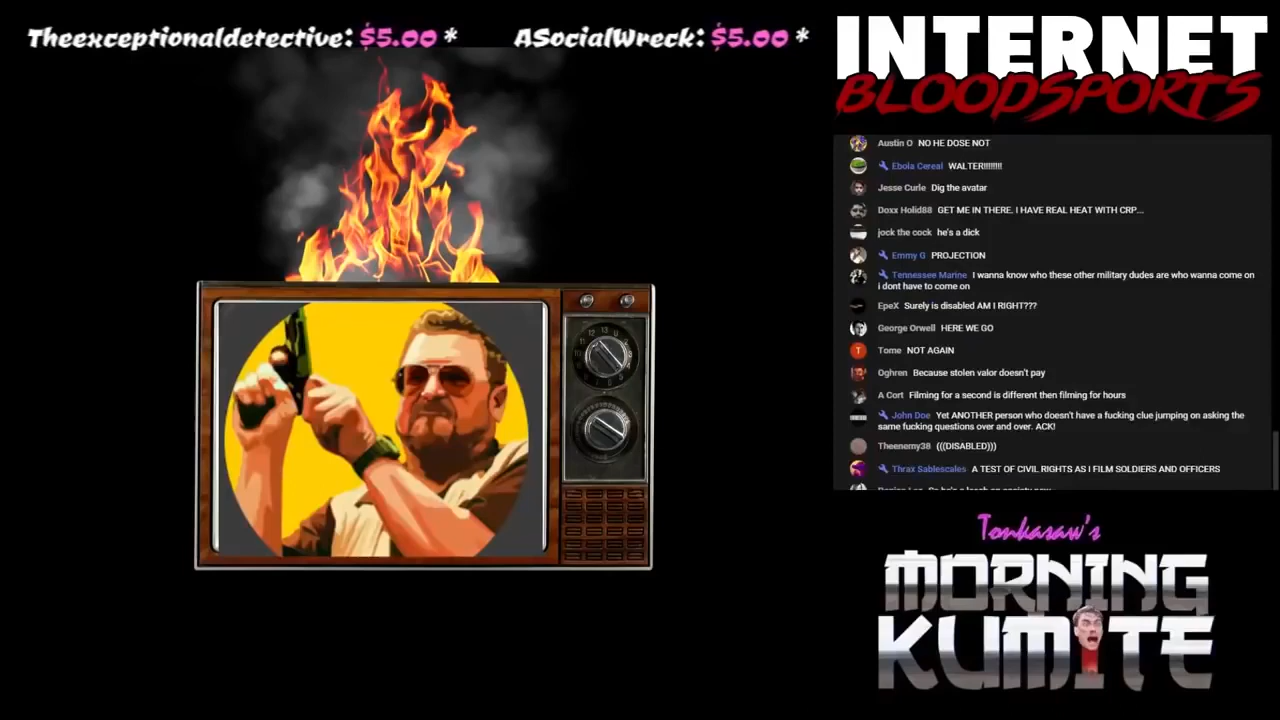 Theexceptionaldetective: $5.00 * ASocialWreck: $5.00 *
INTERNET
BLOODSPORTS
Austin O NO HE DOSE NOT
Ebola Cereal WALTER!!!!!!!!
Jesse Curle Dig the avatar
Doxx Holid88 GET ME IN THERE. I HAVE REAL HEAT WITH CRP...
jock the cock he's a dick
Emmy G PROJECTION
Tennessee Marine I wanna know who these other military dudes are who wanna come on
i dont have to come on
EpeX Surely is disabled AM I RIGHT???
George Orwell HERE WE GO
T Tome NOT AGAIN
Oghren Because stolen valor doesn't pay
A Cort Filming for a second is different then filming for hours
John Doe Yet ANOTHER person who doesn't have a fucking clue jumping on asking the
same fucking questions over and over. ACK!
Theenemy38 (((DISABLED)))
Thrax Sablescales A TEST OF CIVIL RIGHTS AS I FILM SOLDIERS AND OFFICERS
Tonkasaw's
MORNING
KUMITE